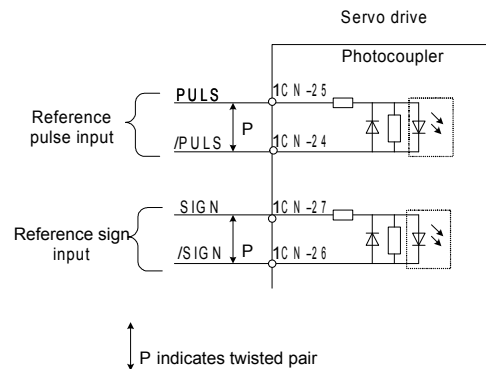 Servo drive
Photocoupler
PULS
1CN-25
Reference
pulse input
P
/PULS
1CN-24
SIGN
1CN-27
Reference sign
input
P
/SIGN
1CN-26
P indicates twisted pair